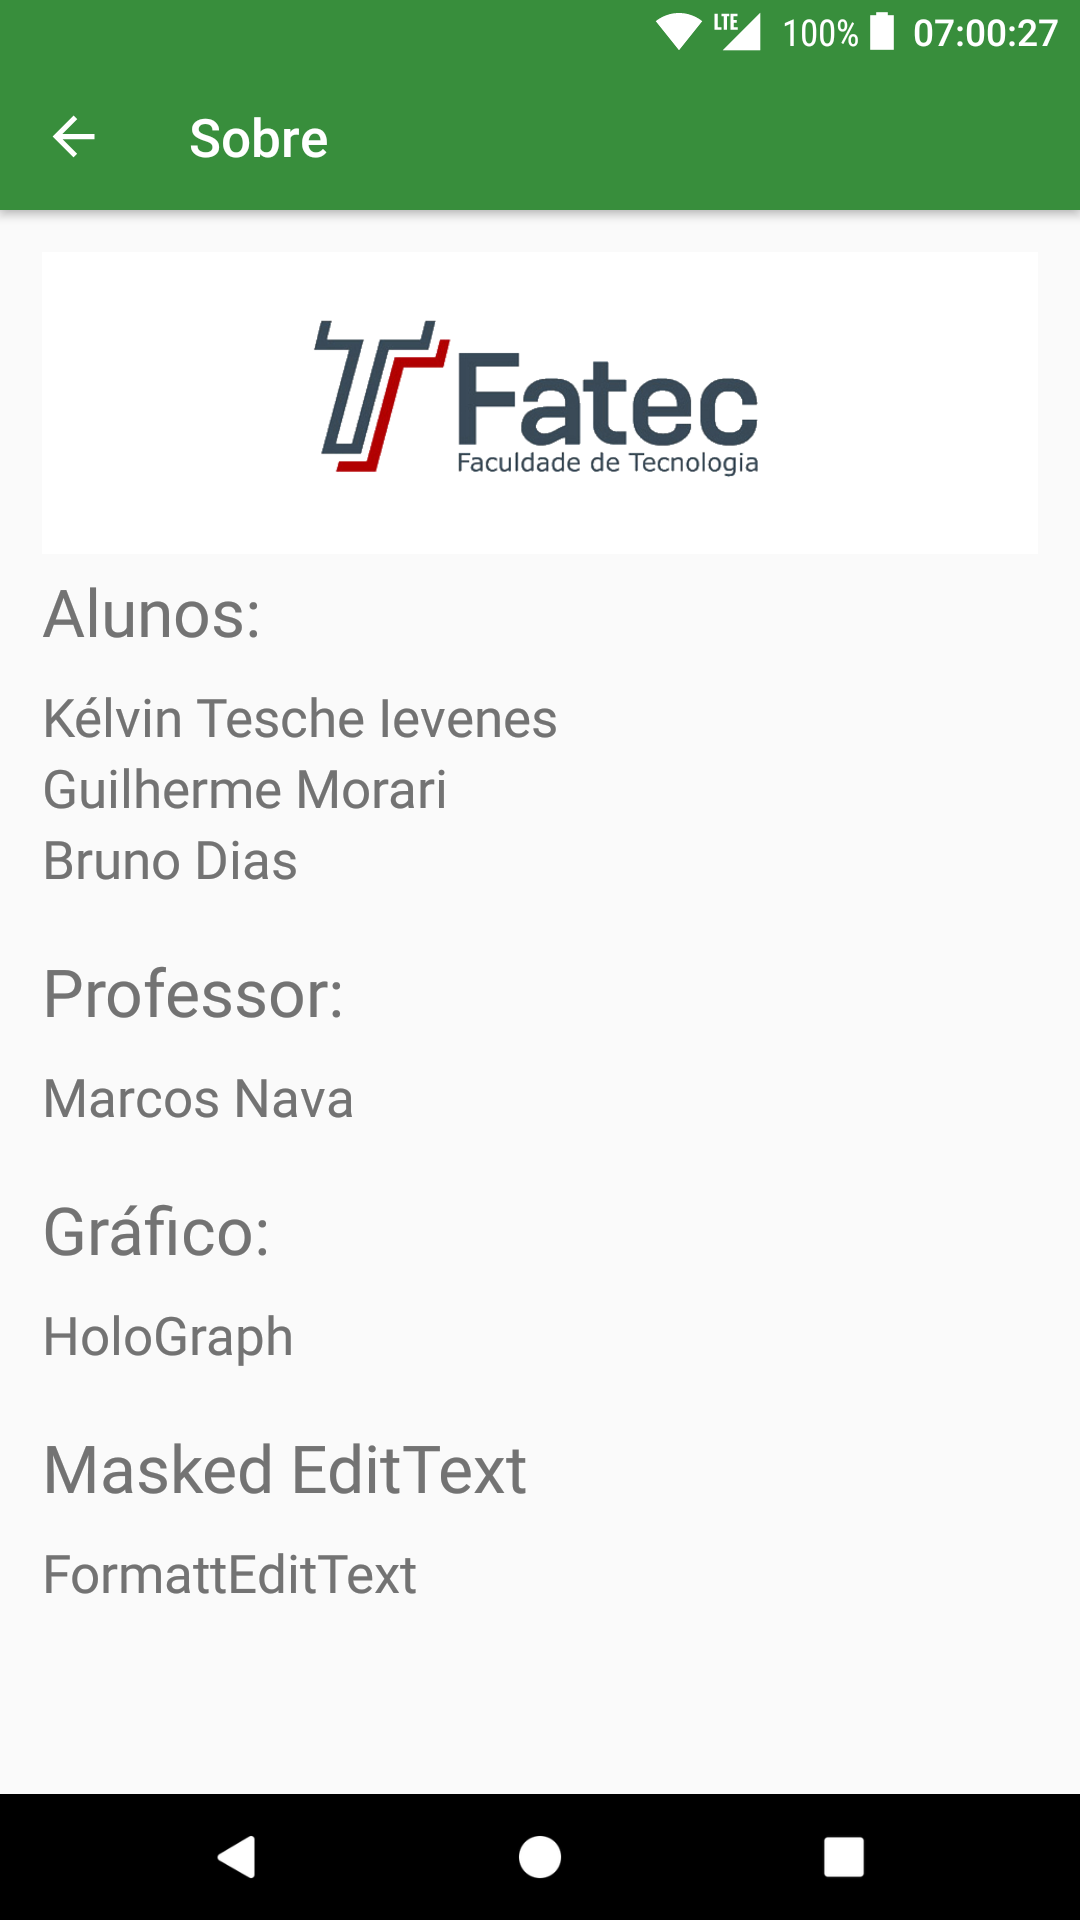 LTE 100% 07:00:27
Sobre
Fatec
Faculdade de Tecnologia
Alunos:
Kélvin Tesche Ievenes
Guilherme Morari
Bruno Dias
Professor:
Marcos Nava
Gráfico:
HoloGraph
Masked EditText
FormattEditText